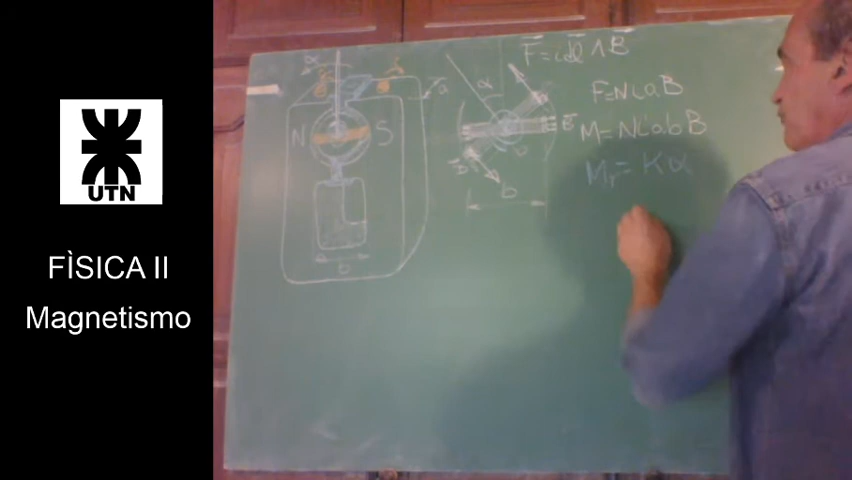 UTN
FÌSICA II
Magnetismo
α
a
N
S
b
α
B
B
b
b
F = i dl ∧ B
F = N i a B
M = N i a b B
Mr = K α